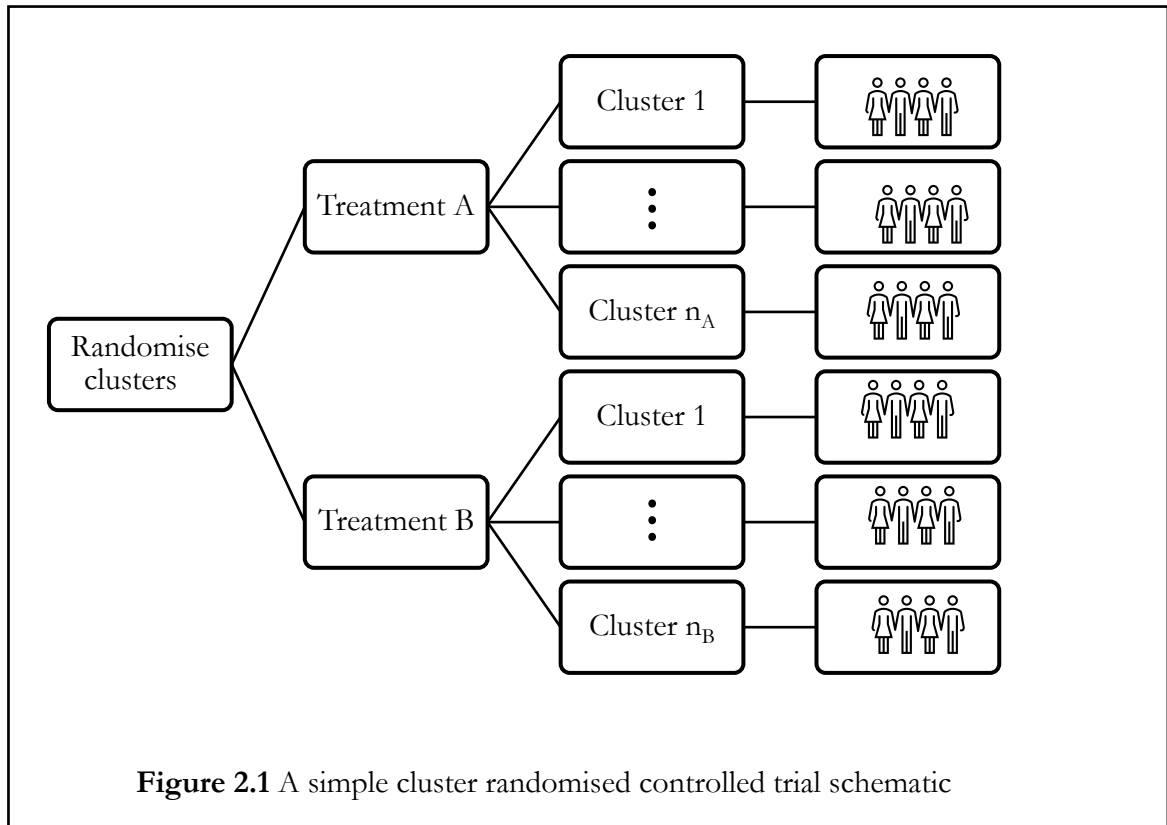 Cluster 1
Treatment A
⋮
Cluster n_A
Randomise
clusters
Cluster 1
Treatment B
⋮
Cluster n_B
Figure 2.1 A simple cluster randomised controlled trial schematic